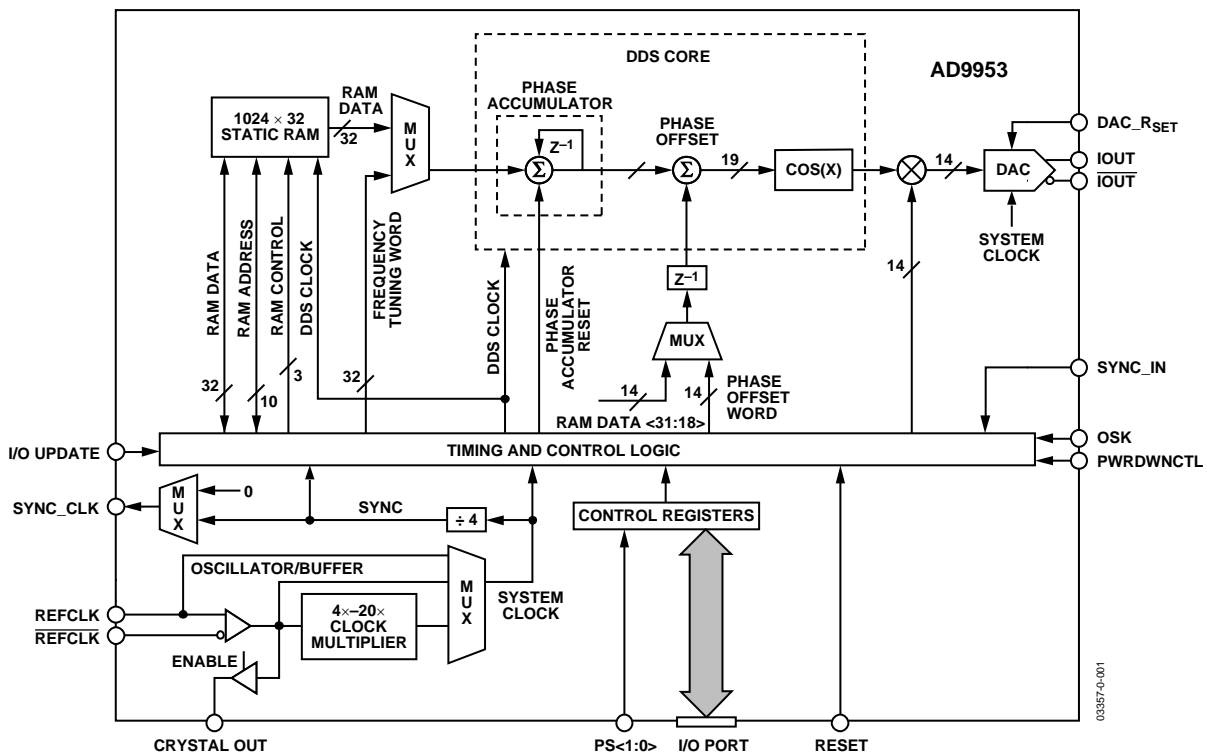 AD9953
DDS CORE
RAM
DATA
32
1024 × 32
STATIC RAM
M
U
X
PHASE
ACCUMULATOR
Z–1
Σ
PHASE
OFFSET
Σ
19
COS(X)
14
DAC
DAC_RSET
IOUT
IOUT
SYSTEM
CLOCK
RAM DATA
32
RAM ADDRESS
10
RAM CONTROL
3
DDS CLOCK
FREQUENCY
TUNING WORD
32
DDS CLOCK
PHASE
ACCUMULATOR
RESET
Z–1
MUX
14
14
PHASE
OFFSET
WORD
RAM DATA <31:18>
14
SYNC_IN
I/O UPDATE
TIMING AND CONTROL LOGIC
OSK
PWRDWNCTL
SYNC_CLK
M
U
X
0
SYNC
÷ 4
CONTROL REGISTERS
OSCILLATOR/BUFFER
REFCLK
REFCLK
4×–20×
CLOCK
MULTIPLIER
M
U
X
SYSTEM
CLOCK
ENABLE
CRYSTAL OUT
PS<1:0>
I/O PORT
RESET
03357-0-001